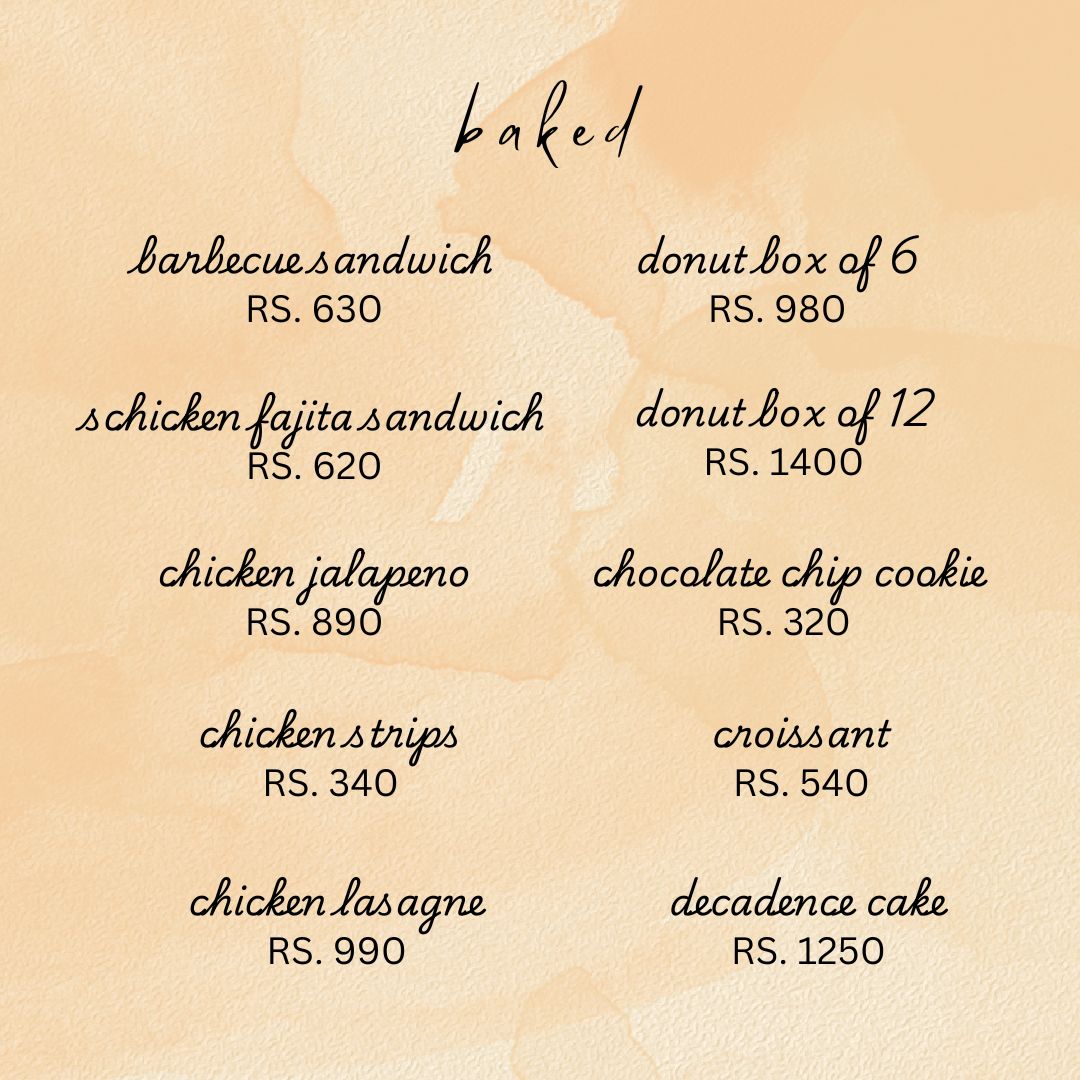 baked
barbecue sandwich
RS. 630
schicken fajita sandwich
RS. 620
chicken jalapeno
RS. 890
chicken strips
RS. 340
chicken lasagne
RS. 990
donut box of 6
RS. 980
donut box of 12
RS. 1400
chocolate chip cookie
RS. 320
croissant
RS. 540
decadence cake
RS. 1250